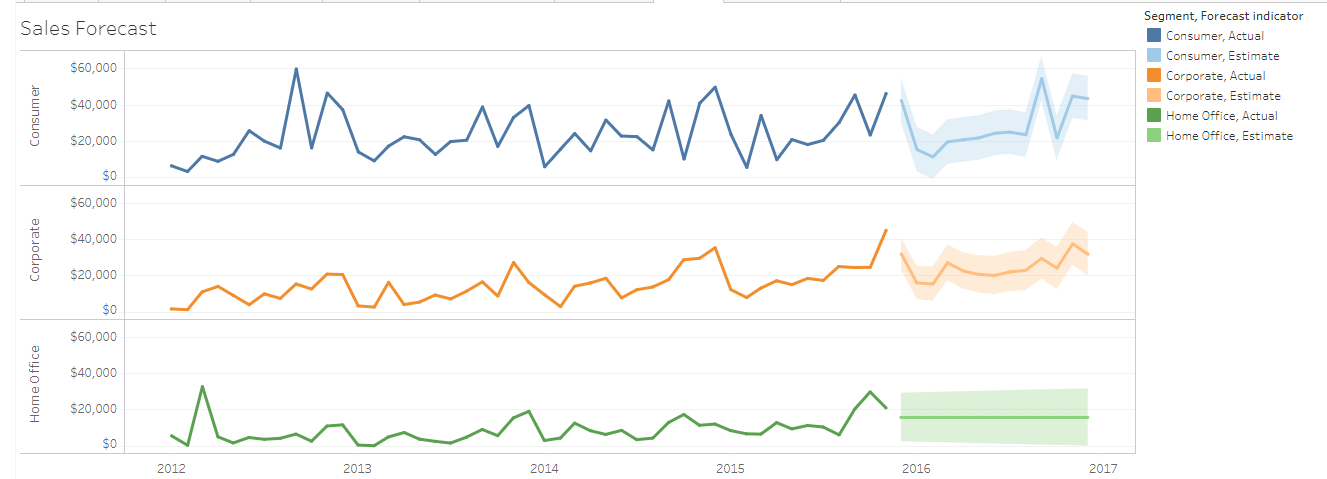 Sales Forecast
Segment, Forecast indicator
Consumer, Actual
Consumer, Estimate
Corporate, Actual
Corporate, Estimate
Home Office, Actual
Home Office, Estimate
Consumer
$60,000
$40,000
$20,000
$0
Corporate
$60,000
$40,000
$20,000
$0
Home Office
$60,000
$40,000
$20,000
$0
2012 2013 2014 2015 2016 2017